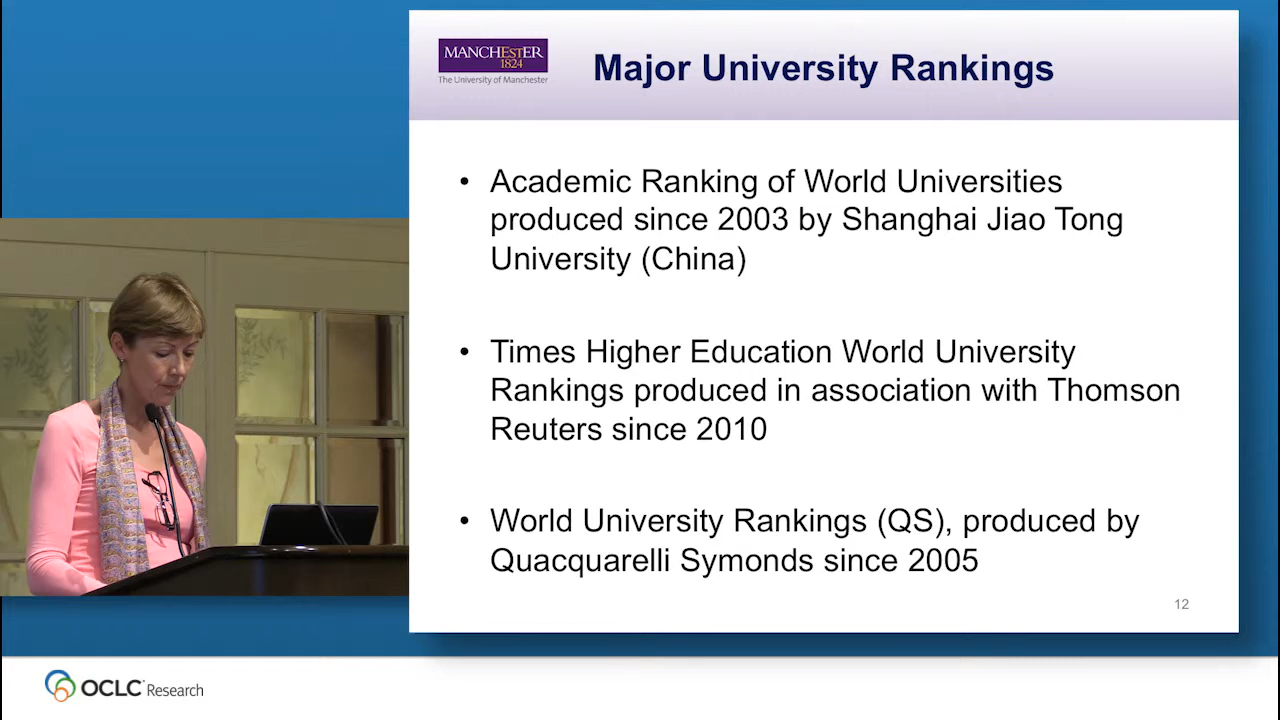 MANCHESTER
1824
The University of Manchester
Major University Rankings
• Academic Ranking of World Universities
produced since 2003 by Shanghai Jiao Tong
University (China)
• Times Higher Education World University
Rankings produced in association with Thomson
Reuters since 2010
• World University Rankings (QS), produced by
Quacquarelli Symonds since 2005
12
OCLC Research